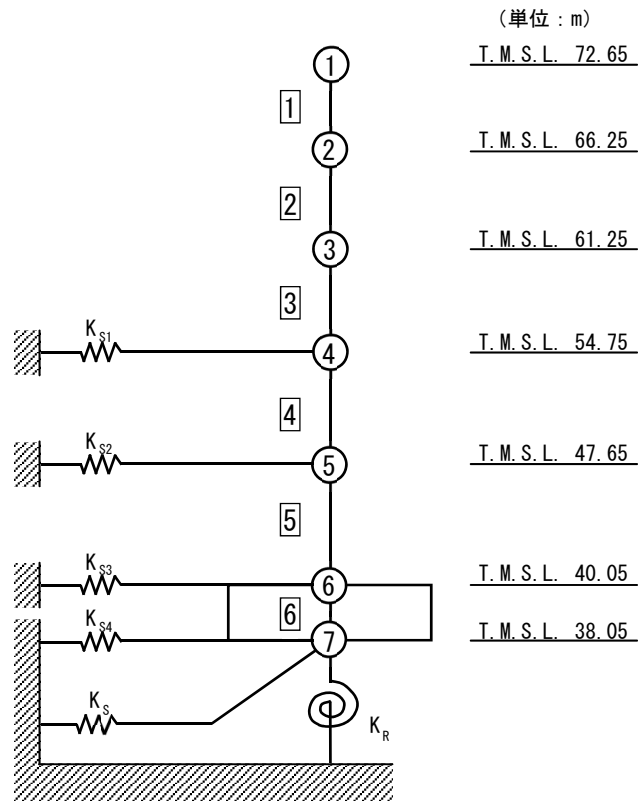 （単位：m）
① T.M.S.L. 72.65
1
② T.M.S.L. 66.25
2
③ T.M.S.L. 61.25
3
K_S1 ④ T.M.S.L. 54.75
4
K_S2 ⑤ T.M.S.L. 47.65
5
K_S3 ⑥ T.M.S.L. 40.05
6
K_S4 ⑦ T.M.S.L. 38.05
K_S
K_R